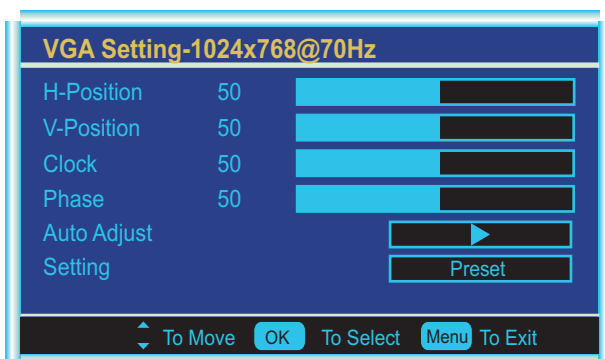 VGA Setting-1024x768@70Hz
H-Position 50
V-Position 50
Clock 50
Phase 50
Auto Adjust
Setting Preset
To Move OK To Select Menu To Exit